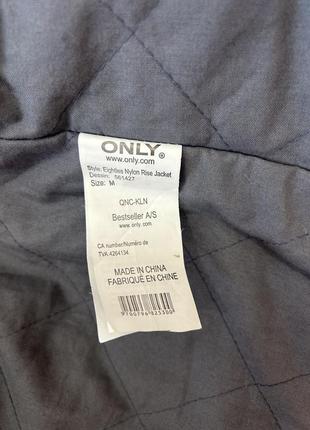 ONLY®
www.only.com
Style: Eighties Nylon Rise Jacket
Dessin: 561427
Size: M
QNC-KLN
Bestseller A/S
www.only.com
CA number/Numéro de
TVA 4264134
MADE IN CHINA
FABRIQUÉ EN CHINE